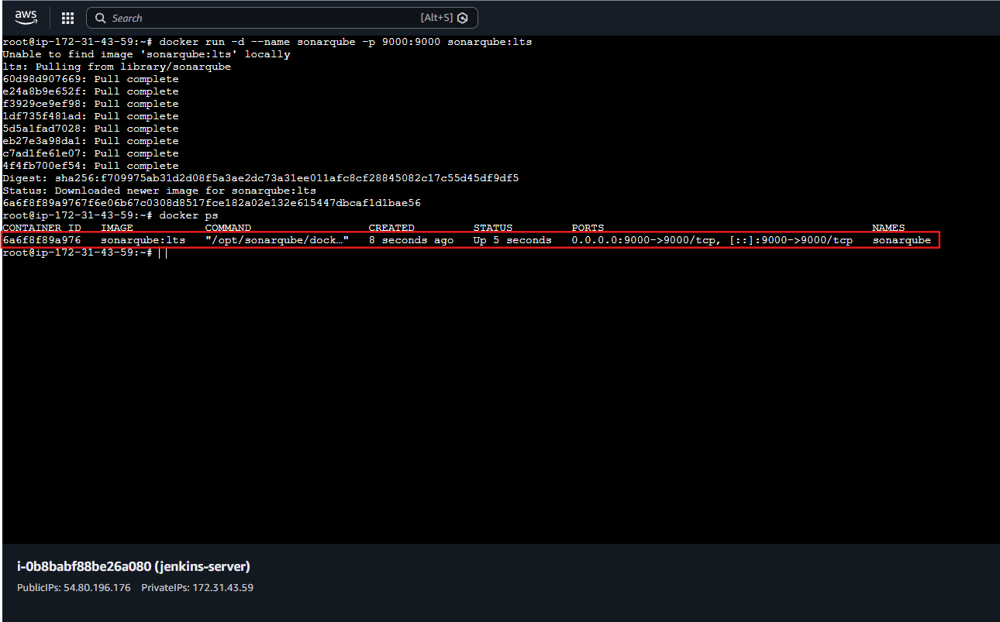 aws Search [Alt+S]
root@ip-172-31-43-59:~# docker run -d --name sonarqube -p 9000:9000 sonarqube:lts
Unable to find image 'sonarqube:lts' locally
lts: Pulling from library/sonarqube
60d98d907669: Pull complete
e24a8b9e652f: Pull complete
f3929ce9ef98: Pull complete
1df735f481ad: Pull complete
5d5a1fad7028: Pull complete
eb27e3a98da1: Pull complete
c7ad1fe61e07: Pull complete
4f4fb700ef54: Pull complete
Digest: sha256:f709975ab31d2d08f5a3ae2dc73a31ee011afc8cf28845082c17c55d45df9df5
Status: Downloaded newer image for sonarqube:lts
6a6f8f89a9767f6e06b67c0308d8517fce182a02e132e615447dbcaf1d1bae56
root@ip-172-31-43-59:~# docker ps
CONTAINER ID IMAGE COMMAND CREATED STATUS PORTS NAMES
6a6f8f89a976 sonarqube:lts "/opt/sonarqube/dock…" 8 seconds ago Up 5 seconds 0.0.0.0:9000->9000/tcp, [::]:9000->9000/tcp sonarqube
root@ip-172-31-43-59:~#
i-0b8babf88be26a080 (jenkins-server)
PublicIPs: 54.80.196.176 PrivateIPs: 172.31.43.59